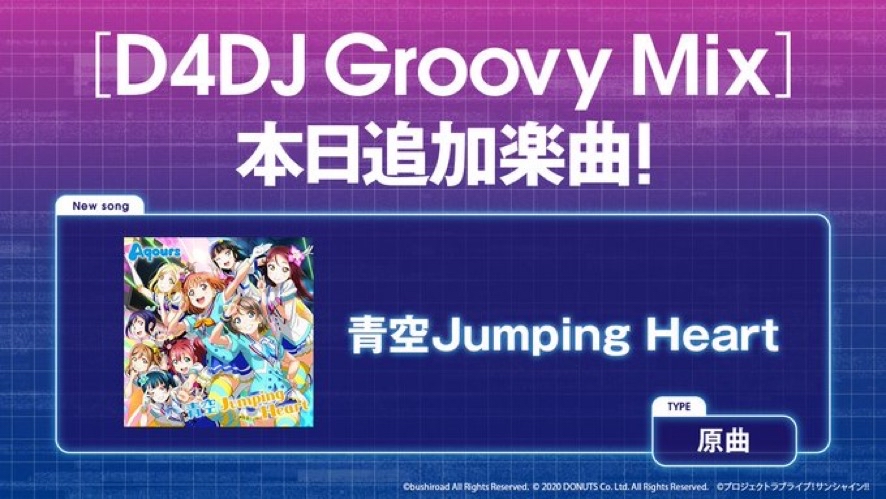 [D4DJ Groovy Mix]
本日追加楽曲!
New song
Aqours
青空Jumping Heart
青空Jumping
Heart
TYPE
原曲
©bushiroad All Rights Reserved. © 2020 DONUTS Co. Ltd. All Rights Reserved. ©プロジェクトラブライブ!サンシャイン!!